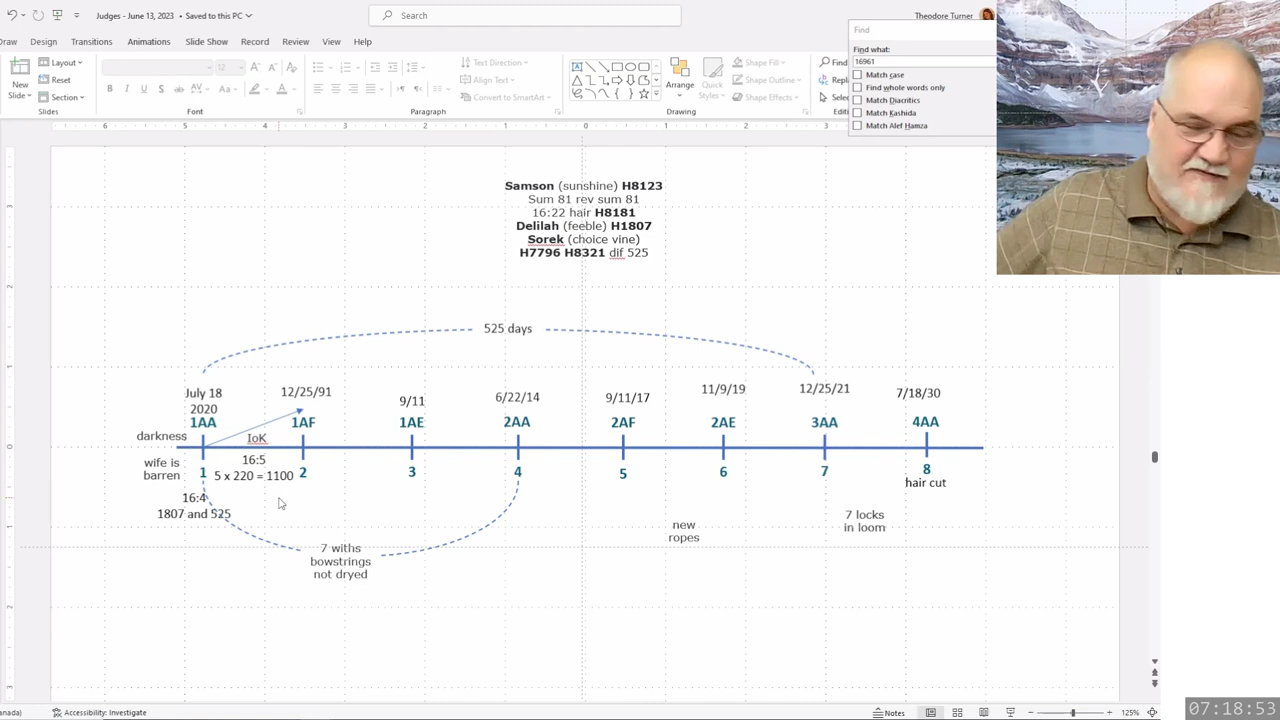 Judges - June 13, 2023 • Saved to this PC
Search
Theodore Turner
Draw Design Transitions Animations Slide Show Record Review View Help
New Slide
Layout
Reset
Section
Slides
12
Font
Paragraph
Text Direction
Align Text
Convert to SmartArt
Arrange
Quick Styles
Shape Fill
Shape Outline
Shape Effects
Drawing
Find
Find what:
16961
Match case
Find whole words only
Match Diacritics
Match Kashida
Match Alef Hamza
Samson (sunshine) H8123
Sum 81 rev sum 81
16:22 hair H8181
Delilah (feeble) H1807
Sorek (choice vine)
H7796 H8321 dif 525
525 days
July 18
2020
12/25/91
9/11
6/22/14
9/11/17
11/9/19
12/25/21
7/18/30
1AA 1AF 1AE 2AA 2AF 2AE 3AA 4AA
darkness
IoK
wife is
barren
16:5
5 x 220 = 1100
1 2 3 4 5 6 7 8
hair cut
16:4
1807 and 525
7 withs
bowstrings
not dryed
new
ropes
7 locks
in loom
Accessibility: Investigate
Notes
125%
07:18:53